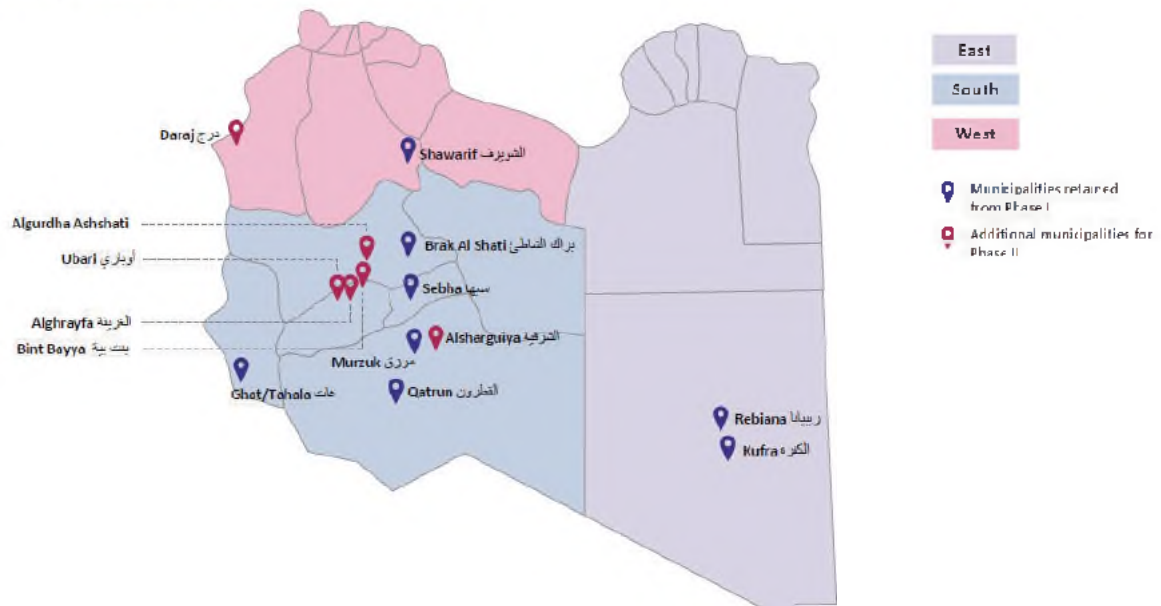 East
South
West
Municipalities retained
from Phase I
Additional municipalities for
Phase II
Daraj درج
Shawarif الشويرف
Algurdha Ashshati
Brak Al Shati براك الشاطئ
Ubari أوباري
Sebha سبها
Alghrayfa
Alsharguiya الشرقية
Bint Bayya بنت بية
Murzuk مرزق
Ghat/Tahala
Qatrun القطرون
Rebiana ربيانا
Kufra الكفرة